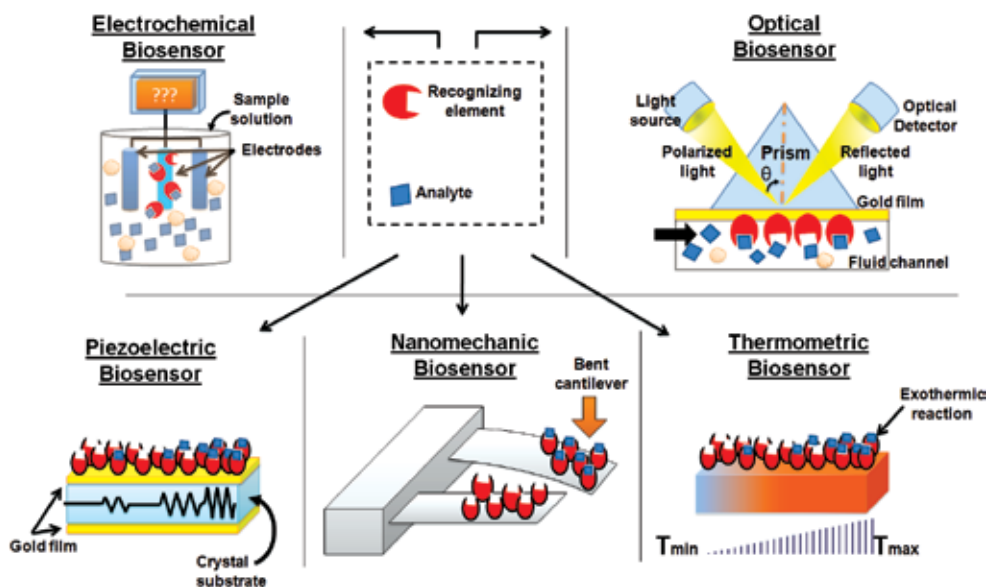 Electrochemical
Biosensor
???
Sample
solution
Electrodes
Recognizing
element
Analyte
Optical
Biosensor
Light
source
Optical
Detector
Polarized
light
Prism
θ
Reflected
light
Gold film
Fluid channel
Piezoelectric
Biosensor
Gold film
Crystal
substrate
Nanomechanic
Biosensor
Bent
cantilever
Thermometric
Biosensor
Exothermic
reaction
Tmin
Tmax